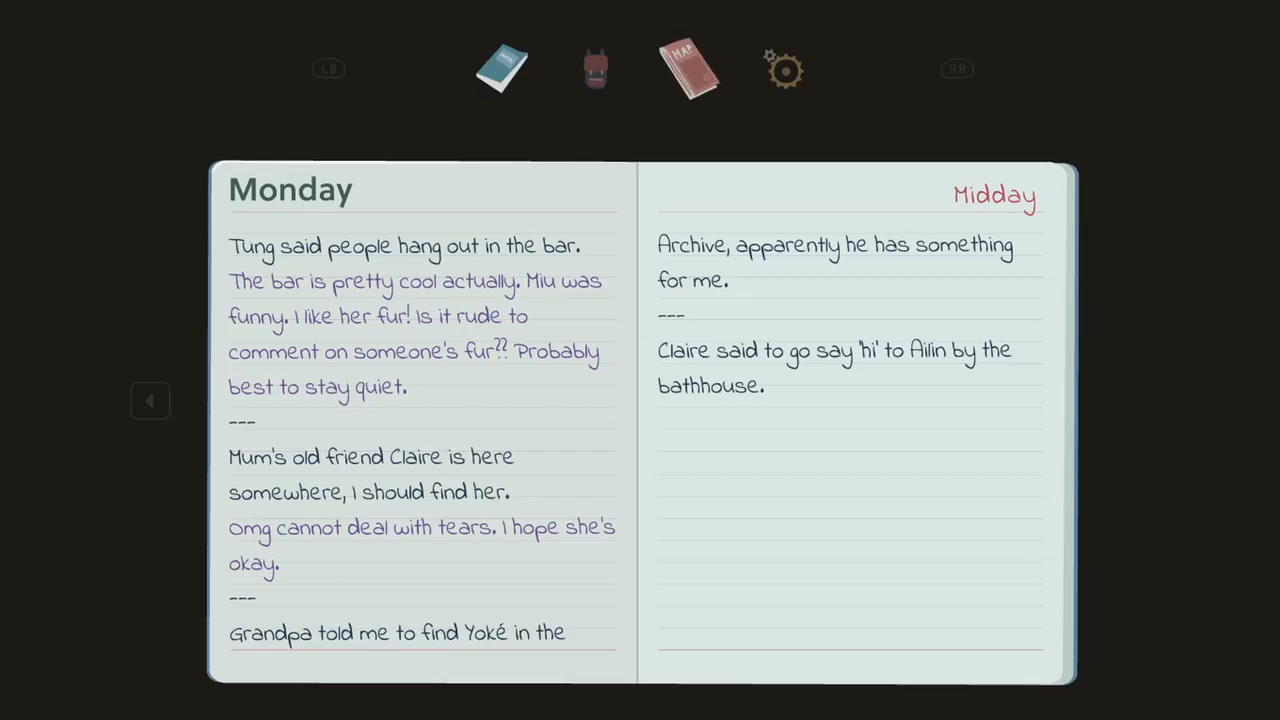 LB
MAP
RB
Monday
Tung said people hang out in the bar.
The bar is pretty cool actually. Miu was
funny. I like her fur! Is it rude to
comment on someone's fur?? Probably
best to stay quiet.
---
Mum's old friend Claire is here
somewhere, I should find her.
Omg cannot deal with tears. I hope she's
okay.
---
Grandpa told me to find Yoké in the
Midday
Archive, apparently he has something
for me.
---
Claire said to go say 'hi' to Ailin by the
bathhouse.